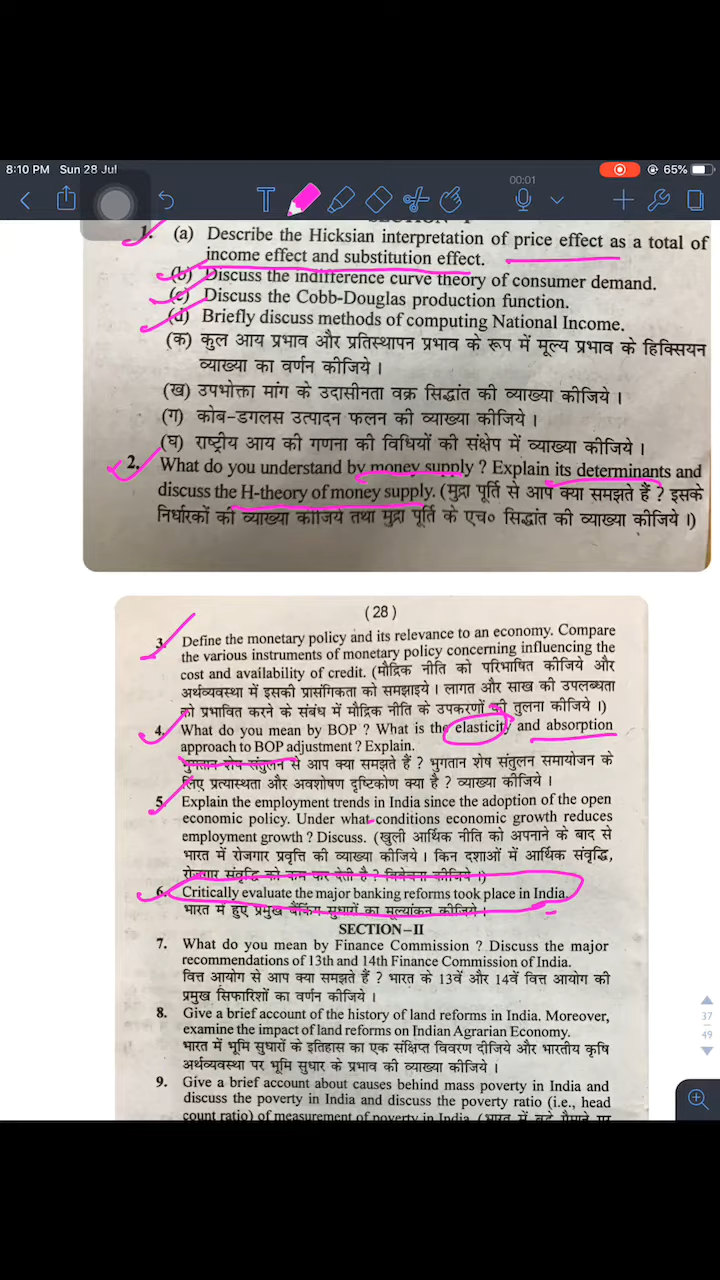 8:10 PM Sun 28 Jul
65%
00:01
1. (a) Describe the Hicksian interpretation of price effect as a total of
income effect and substitution effect.
(b) Discuss the indifference curve theory of consumer demand.
(c) Discuss the Cobb-Douglas production function.
(d) Briefly discuss methods of computing National Income.
(क) कुल आय प्रभाव और प्रतिस्थापन प्रभाव के रूप में मूल्य प्रभाव के हिक्सियन
व्याख्या का वर्णन कीजिये।
(ख) उपभोक्ता मांग के उदासीनता वक्र सिद्धांत की व्याख्या कीजिये।
(ग) कोब-डगलस उत्पादन फलन की व्याख्या कीजिये।
(घ) राष्ट्रीय आय की गणना की विधियों की संक्षेप में व्याख्या कीजिये।
2. What do you understand by money supply ? Explain its determinants and
discuss the H-theory of money supply. (मुद्रा पूर्ति से आप क्या समझते हैं ? इसके
निर्धारकों की व्याख्या कीजिये तथा मुद्रा पूर्ति के एच० सिद्धांत की व्याख्या कीजिये।)
(28)
3. Define the monetary policy and its relevance to an economy. Compare
the various instruments of monetary policy concerning influencing the
cost and availability of credit. (मौद्रिक नीति को परिभाषित कीजिये और
अर्थव्यवस्था में इसकी प्रासंगिकता को समझाइये। लागत और साख की उपलब्धता
को प्रभावित करने के संबंध में मौद्रिक नीति के उपकरणों की तुलना कीजिये।)
4. What do you mean by BOP ? What is the elasticity and absorption
approach to BOP adjustment ? Explain.
भुगतान शेष संतुलन से आप क्या समझते हैं ? भुगतान शेष संतुलन समायोजन के
लिए प्रत्यास्थता और अवशोषण दृष्टिकोण क्या है ? व्याख्या कीजिये।
5. Explain the employment trends in India since the adoption of the open
economic policy. Under what conditions economic growth reduces
employment growth ? Discuss. (खुली आर्थिक नीति को अपनाने के बाद से
भारत में रोजगार प्रवृत्ति की व्याख्या कीजिये। किन दशाओं में आर्थिक संवृद्धि,
रोजगार संवृद्धि को कम कर देती है ? विवेचना कीजिये।)
6. Critically evaluate the major banking reforms took place in India.
भारत में हुए प्रमुख बैंकिंग सुधारों का मूल्यांकन कीजिये।
SECTION–II
7. What do you mean by Finance Commission ? Discuss the major
recommendations of 13th and 14th Finance Commission of India.
वित्त आयोग से आप क्या समझते हैं ? भारत के 13वें और 14वें वित्त आयोग की
प्रमुख सिफारिशों का वर्णन कीजिये।
8. Give a brief account of the history of land reforms in India. Moreover,
examine the impact of land reforms on Indian Agrarian Economy.
भारत में भूमि सुधारों के इतिहास का एक संक्षिप्त विवरण दीजिये और भारतीय कृषि
अर्थव्यवस्था पर भूमि सुधार के प्रभाव की व्याख्या कीजिये।
9. Give a brief account about causes behind mass poverty in India and
discuss the poverty in India and discuss the poverty ratio (i.e., head
count ratio) of measurement of poverty in India. (भारत में बड़े पैमाने पर
37
49